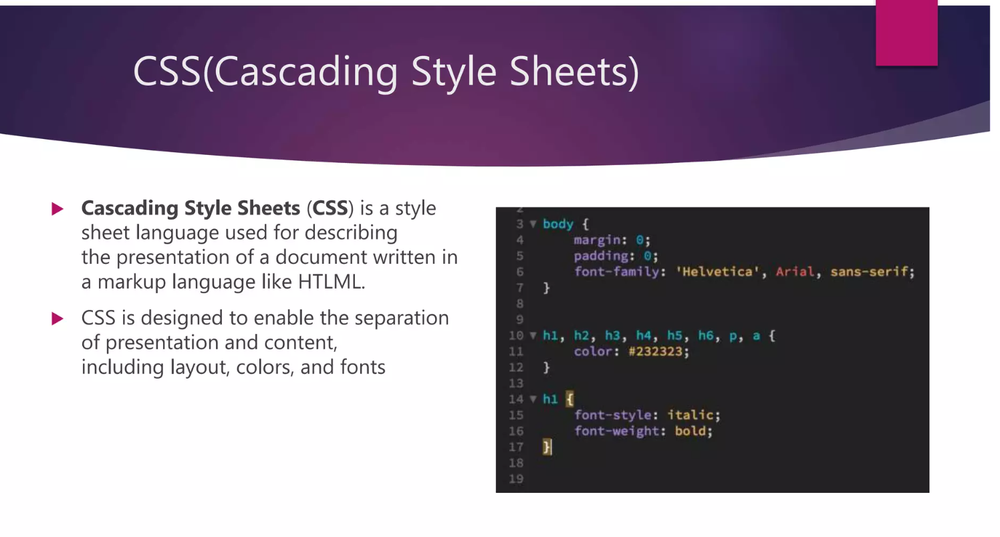 CSS(Cascading Style Sheets)
Cascading Style Sheets (CSS) is a style
sheet language used for describing
the presentation of a document written in
a markup language like HTLML.
CSS is designed to enable the separation
of presentation and content,
including layout, colors, and fonts
2
3 ▼ body {
4 margin: 0;
5 padding: 0;
6 font-family: 'Helvetica', Arial, sans-serif;
7 }
8
9
10 ▼ h1, h2, h3, h4, h5, h6, p, a {
11 color: #232323;
12 }
13
14 ▼ h1 {
15 font-style: italic;
16 font-weight: bold;
17 }
18
19